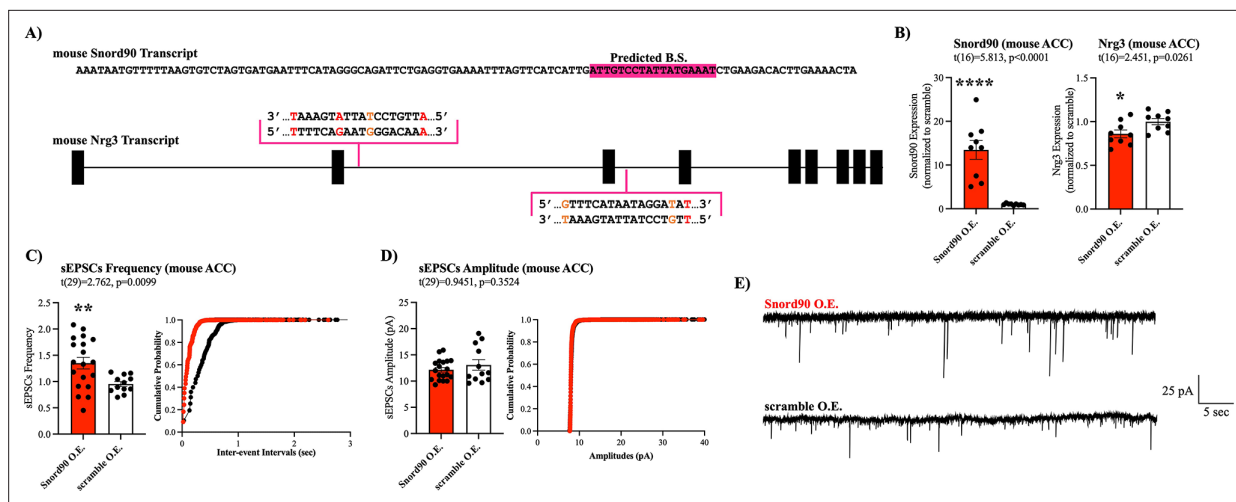 A)
mouse Snord90 Transcript
Predicted B.S.
AAATAATGTTTTTAAGTGTCTAGTGATGAATTTCATAGGGCAGATTCTGAGGTGAAAATTTAGTTCATCATTGATTGTCCTATTATGAAATCTGAAGACACTTGAAAACTA
3’ …TAAAGTATTATCCTGTTA…5’
5’ …TTTTCAGAATGGGACAAA…3’
mouse Nrg3 Transcript
5’ …GTTTCATAATAGGATAT…3’
3’ …TAAAGTATTATCCTGTT…5’
B)
Snord90 (mouse ACC)
t(16)=5.813, p<0.0001
Snord90 Expression
(normalized to scramble)
30
20
10
0
****
Snord90 O.E.
scramble O.E.
Nrg3 (mouse ACC)
t(16)=2.451, p=0.0261
Nrg3 Expression
(normalized to scramble)
1.5
1.0
0.5
0.0
*
Snord90 O.E.
scramble O.E.
C)
sEPSCs Frequency (mouse ACC)
t(29)=2.762, p=0.0099
sEPSCs Frequency
2.5
2.0
1.5
1.0
0.5
0.0
**
Snord90 O.E.
scramble O.E.
Cumulative Probability
1.0
0.8
0.6
0.4
0.2
0.0
0 1 2 3
Inter-event Intervals (sec)
D)
sEPSCs Amplitude (mouse ACC)
t(29)=0.9451, p=0.3524
sEPSCs Amplitude (pA)
25
20
15
10
5
0
Snord90 O.E.
scramble O.E.
Cumulative Probability
1.0
0.8
0.6
0.4
0.2
0.0
0 10 20 30 40
Amplitudes (pA)
E)
Snord90 O.E.
scramble O.E.
25 pA
5 sec